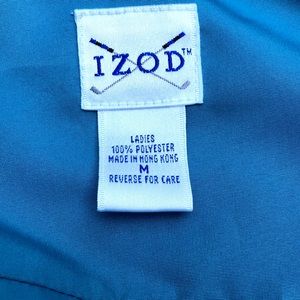 IZOD™
LADIES
100% POLYESTER
MADE IN HONG KONG
M
REVERSE FOR CARE